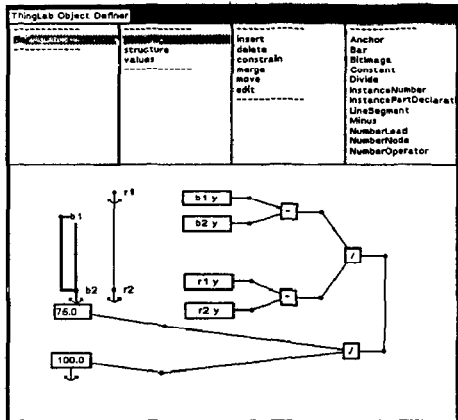 ThingLab Object Definer
structure
values
insert
delete
constrain
merge
move
edit
Anchor
Bar
BitImage
Constant
Divide
InstanceNumber
InstancePartDeclarati
LineSegment
Minus
NumberLead
NumberNode
NumberOperator
r1
b1
b2
r2
b1 y
b2 y
-
/
r1 y
r2 y
-
75.0
/
100.0